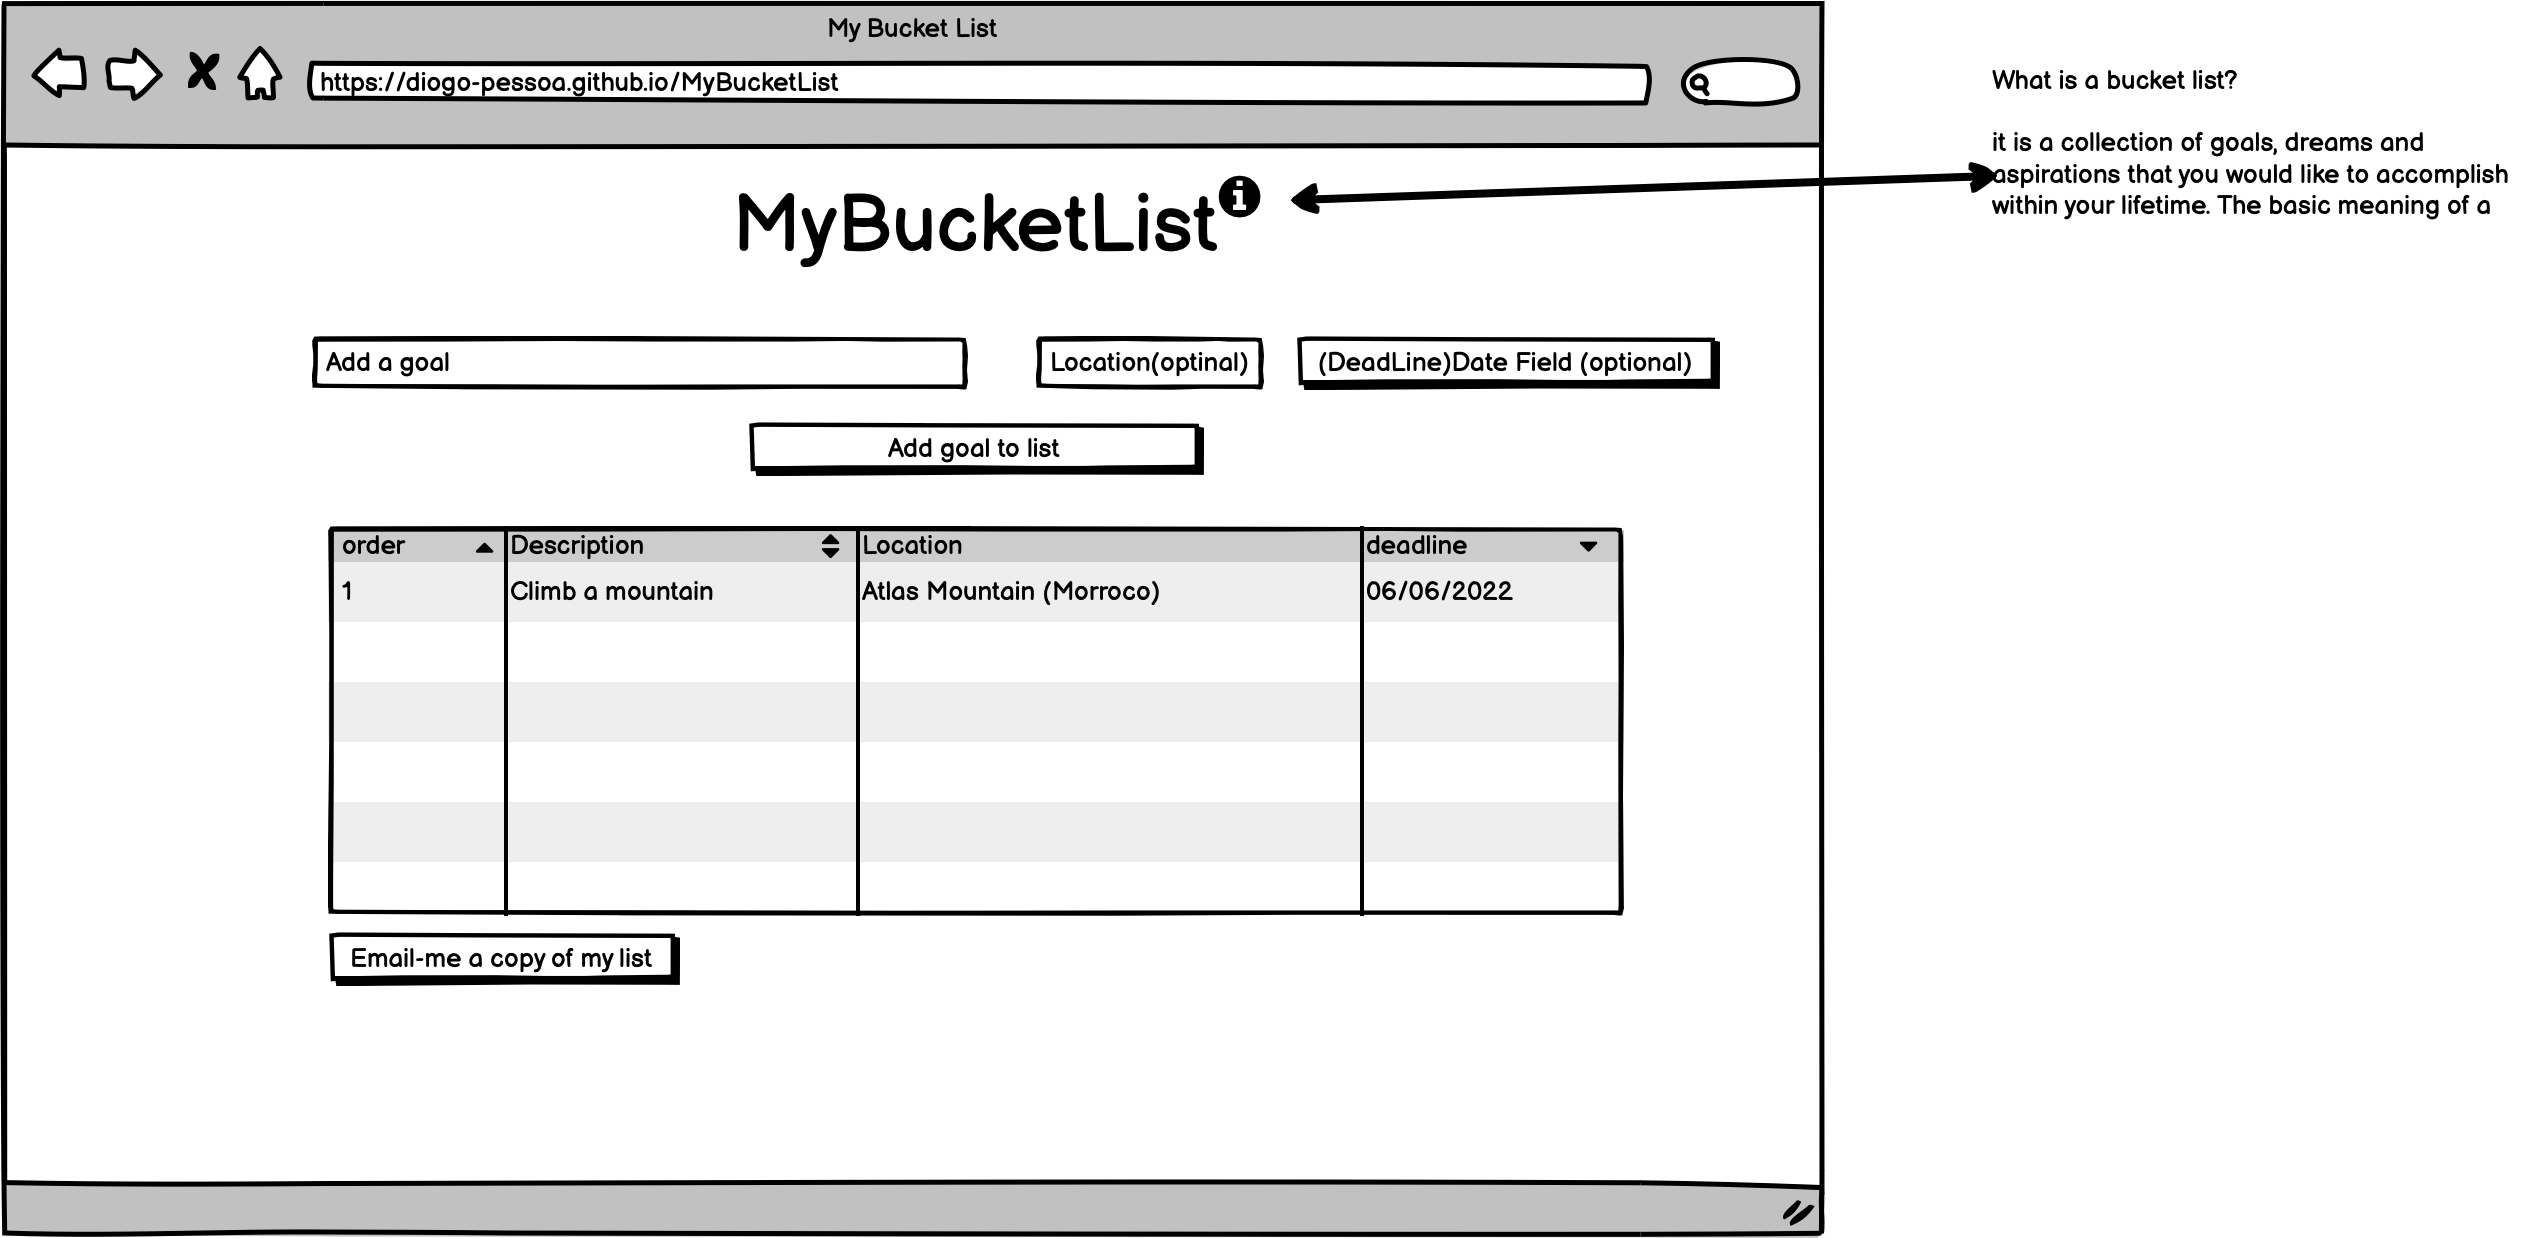 My Bucket List
https://diogo-pessoa.github.io/MyBucketList
What is a bucket list?
it is a collection of goals, dreams and
aspirations that you would like to accomplish
within your lifetime. The basic meaning of a
MyBucketList
Add a goal
Location(optinal)
(DeadLine)Date Field (optional)
Add goal to list
order Description Location deadline
1 Climb a mountain Atlas Mountain (Morroco) 06/06/2022
Email-me a copy of my list